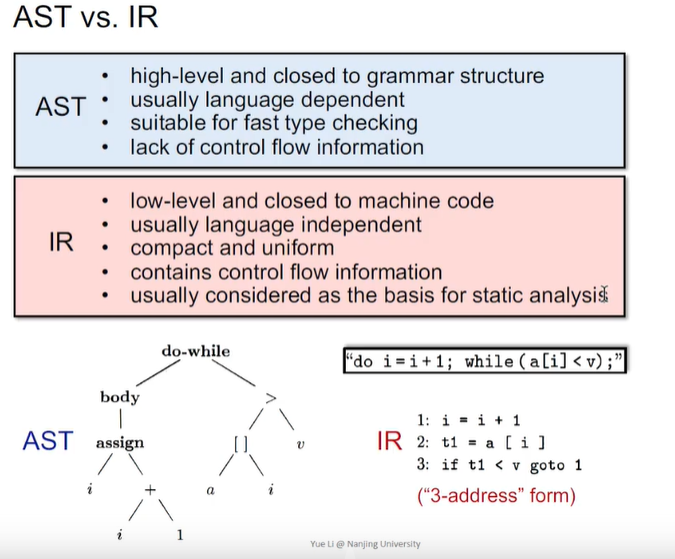 AST vs. IR
AST
• high-level and closed to grammar structure
• usually language dependent
• suitable for fast type checking
• lack of control flow information
IR
• low-level and closed to machine code
• usually language independent
• compact and uniform
• contains control flow information
• usually considered as the basis for static analysis
do-while
"do i=i+1; while(a[i]<v);"
body
>
AST
assign
[]
v
i
+
a
i
i
1
IR
1: i = i + 1
2: t1 = a [ i ]
3: if t1 < v goto 1
("3-address" form)
Yue Li @ Nanjing University